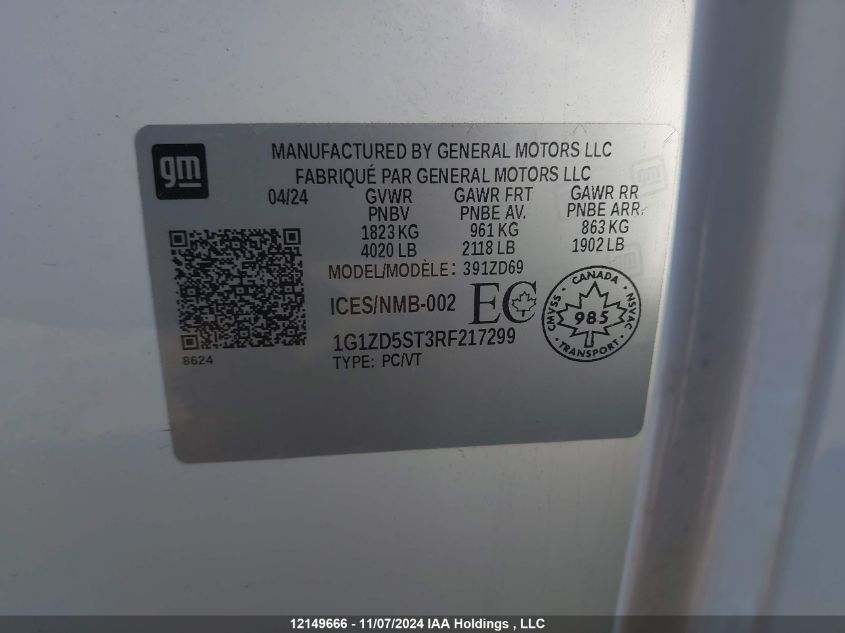 gm
MANUFACTURED BY GENERAL MOTORS LLC
FABRIQUÉ PAR GENERAL MOTORS LLC
04/24 GVWR GAWR FRT GAWR RR
PNBV PNBE AV. PNBE ARR.
1823 KG 961 KG 863 KG
4020 LB 2118 LB 1902 LB
MODEL/MODÈLE: 391ZD69
ICES/NMB-002 EC
CANADA
CMVSS 985 NSVAC
TRANSPORT
1G1ZD5ST3RF217299
8624
TYPE: PC/VT
12149666 - 11/07/2024 IAA Holdings , LLC